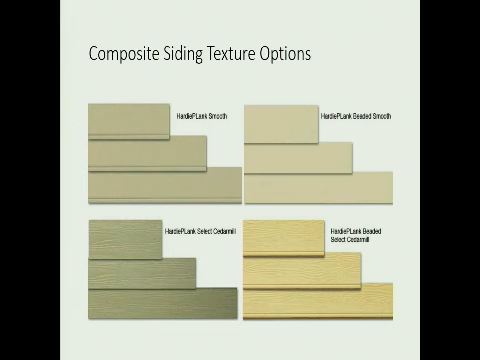 Composite Siding Texture Options
HardiePLank Smooth
HardiePLank Beaded Smooth
HardiePLank Select Cedarmill
HardiePLank Beaded
Select Cedarmill